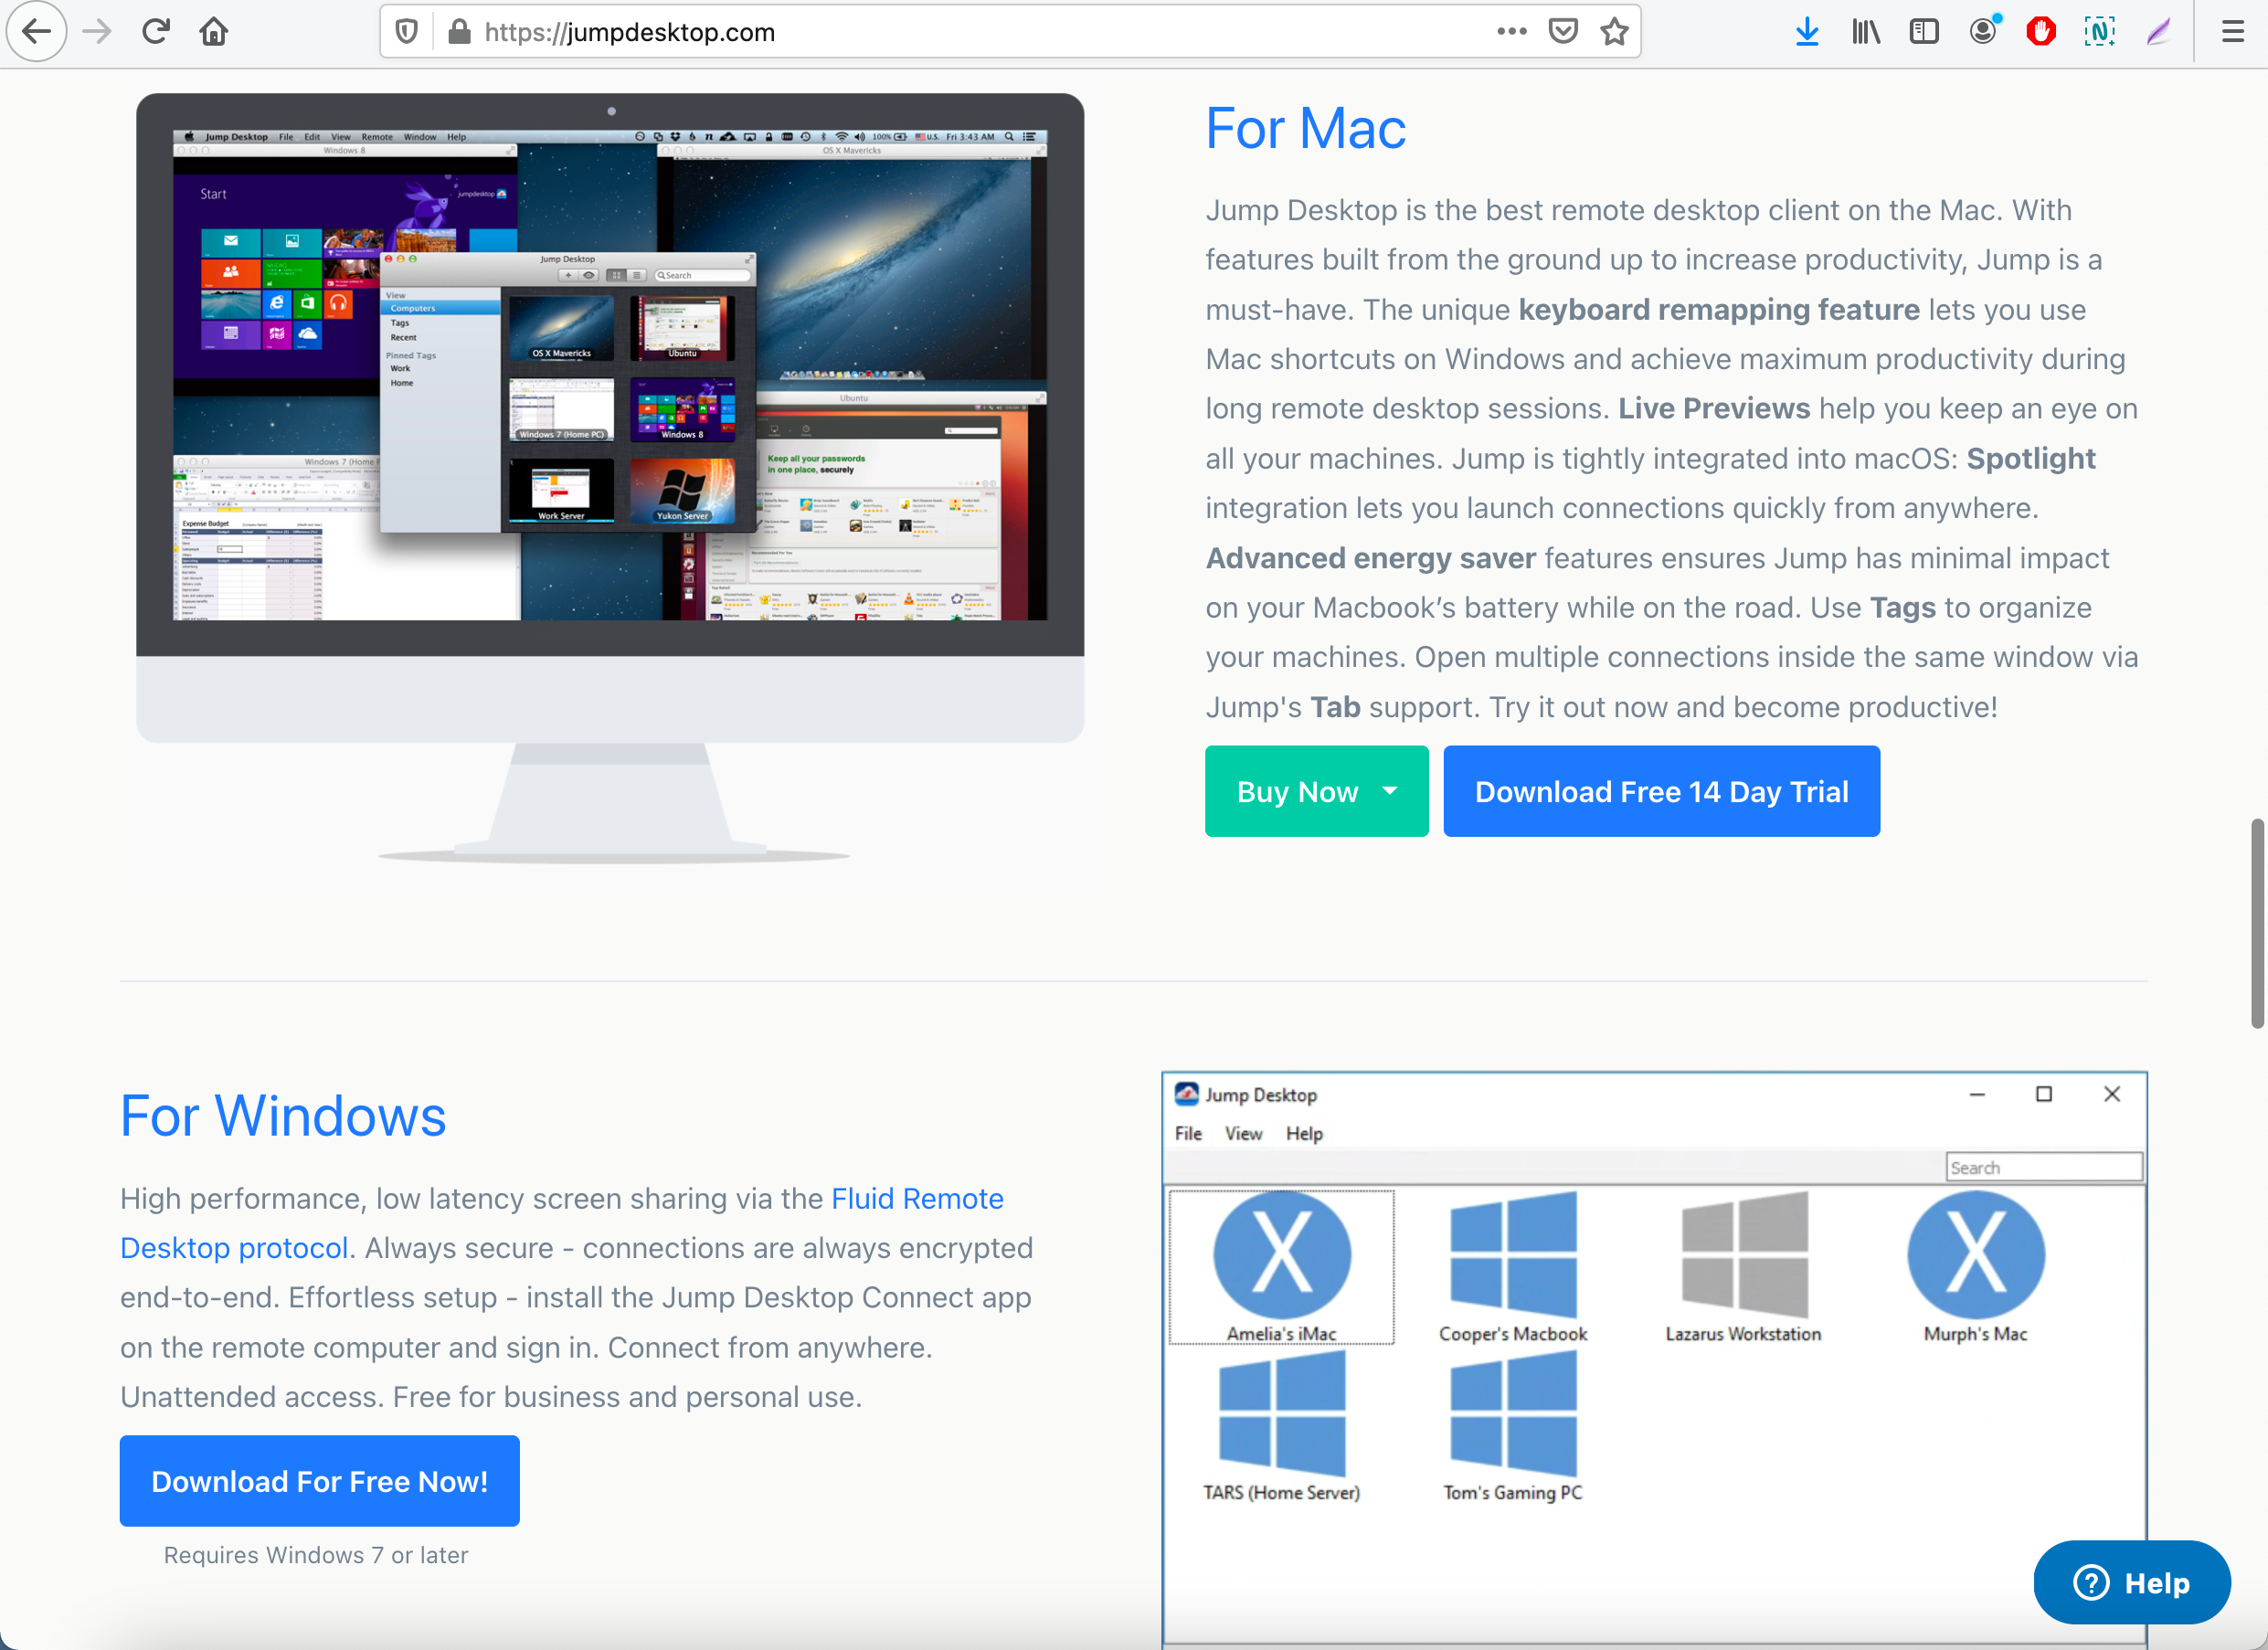 https://jumpdesktop.com
Jump Desktop File Edit View Remote Window Help
100% U.S. Fri 3:43 AM
Windows 8
OS X Mavericks
Start
jumpdesktop
Jump Desktop
Search
View
Computers
Tags
Recent
Pinned Tags
Work
Home
OS X Mavericks
Ubuntu
Windows 7 (Home PC)
Windows 8
Work Server
Yukon Server
Ubuntu
Keep all your passwords
in one place, securely
Windows 7 (Home P
Expense Budget
For Mac
Jump Desktop is the best remote desktop client on the Mac. With
features built from the ground up to increase productivity, Jump is a
must-have. The unique keyboard remapping feature lets you use
Mac shortcuts on Windows and achieve maximum productivity during
long remote desktop sessions. Live Previews help you keep an eye on
all your machines. Jump is tightly integrated into macOS: Spotlight
integration lets you launch connections quickly from anywhere.
Advanced energy saver features ensures Jump has minimal impact
on your Macbook’s battery while on the road. Use Tags to organize
your machines. Open multiple connections inside the same window via
Jump's Tab support. Try it out now and become productive!
Buy Now
Download Free 14 Day Trial
For Windows
High performance, low latency screen sharing via the Fluid Remote
Desktop protocol. Always secure - connections are always encrypted
end-to-end. Effortless setup - install the Jump Desktop Connect app
on the remote computer and sign in. Connect from anywhere.
Unattended access. Free for business and personal use.
Download For Free Now!
Requires Windows 7 or later
Jump Desktop
File View Help
Search
Amelia's iMac
Cooper's Macbook
Lazarus Workstation
Murph's Mac
TARS (Home Server)
Tom's Gaming PC
Help